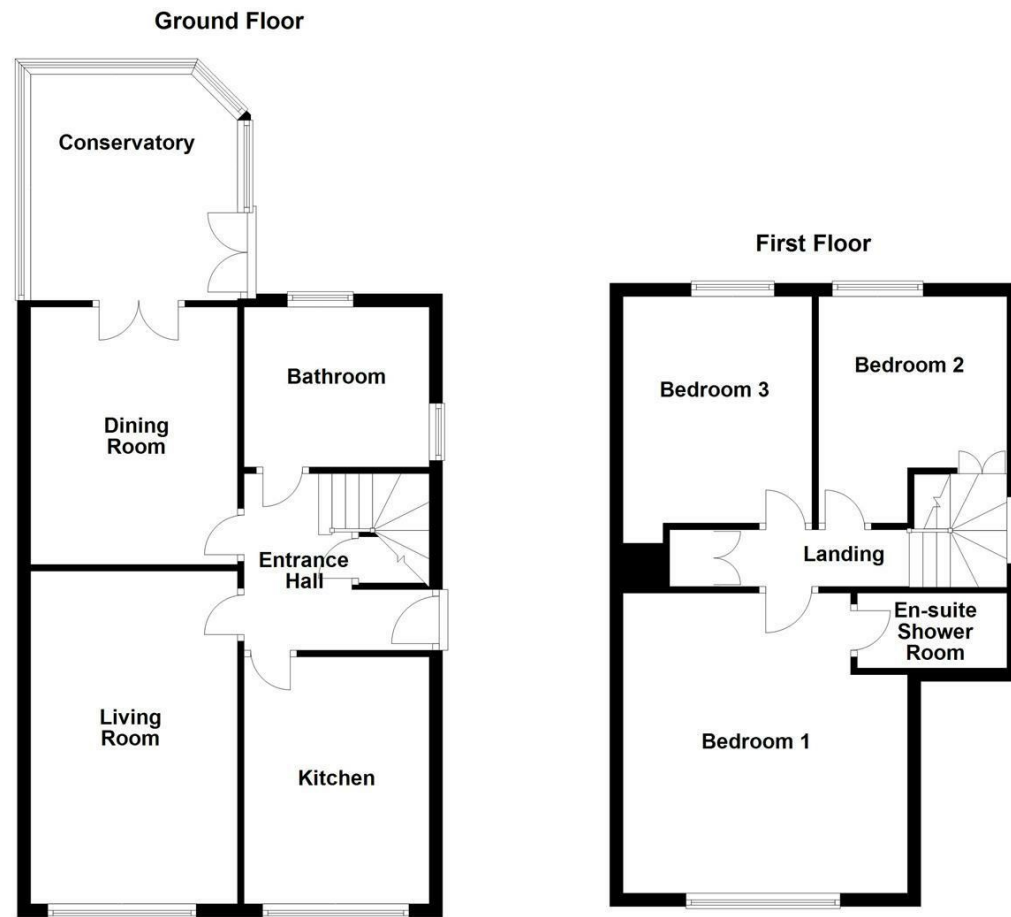 Ground Floor
Conservatory
Bathroom
Dining
Room
Entrance
Hall
Living
Room
Kitchen
First Floor
Bedroom 3
Bedroom 2
Landing
En-suite
Shower
Room
Bedroom 1